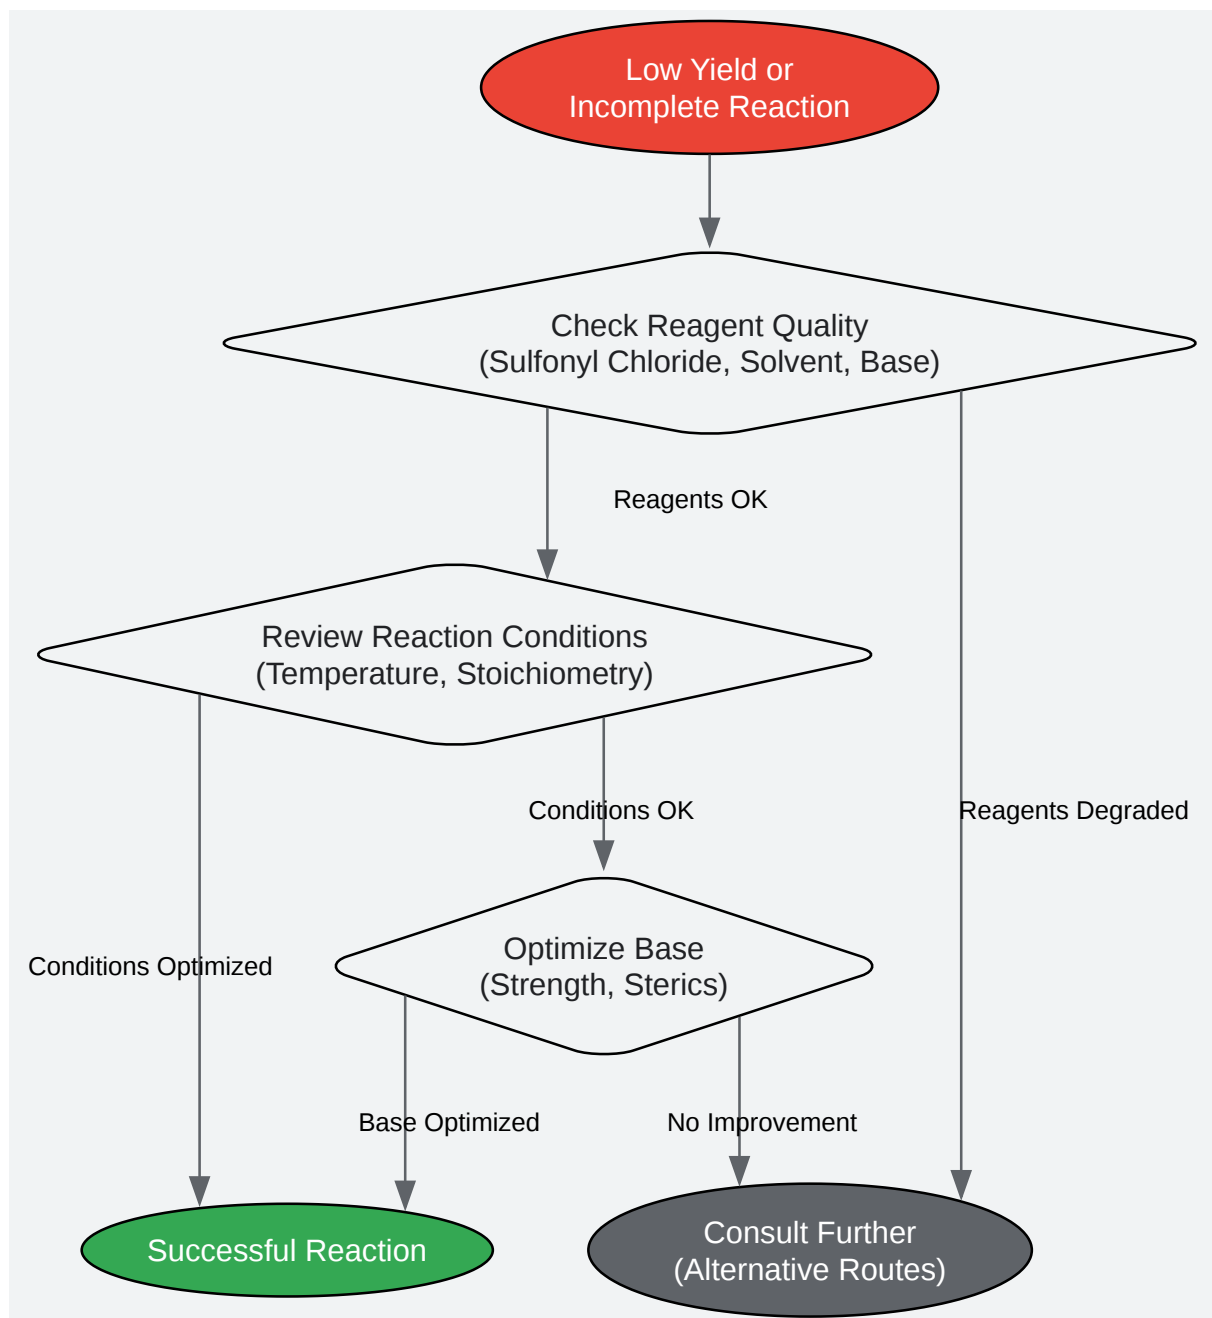 Low Yield or
Incomplete Reaction
Check Reagent Quality
(Sulfonyl Chloride, Solvent, Base)
Reagents OK
Review Reaction Conditions
(Temperature, Stoichiometry)
Conditions OK
Reagents Degraded
Optimize Base
(Strength, Sterics)
Conditions Optimized
Base Optimized
No Improvement
Successful Reaction
Consult Further
(Alternative Routes)